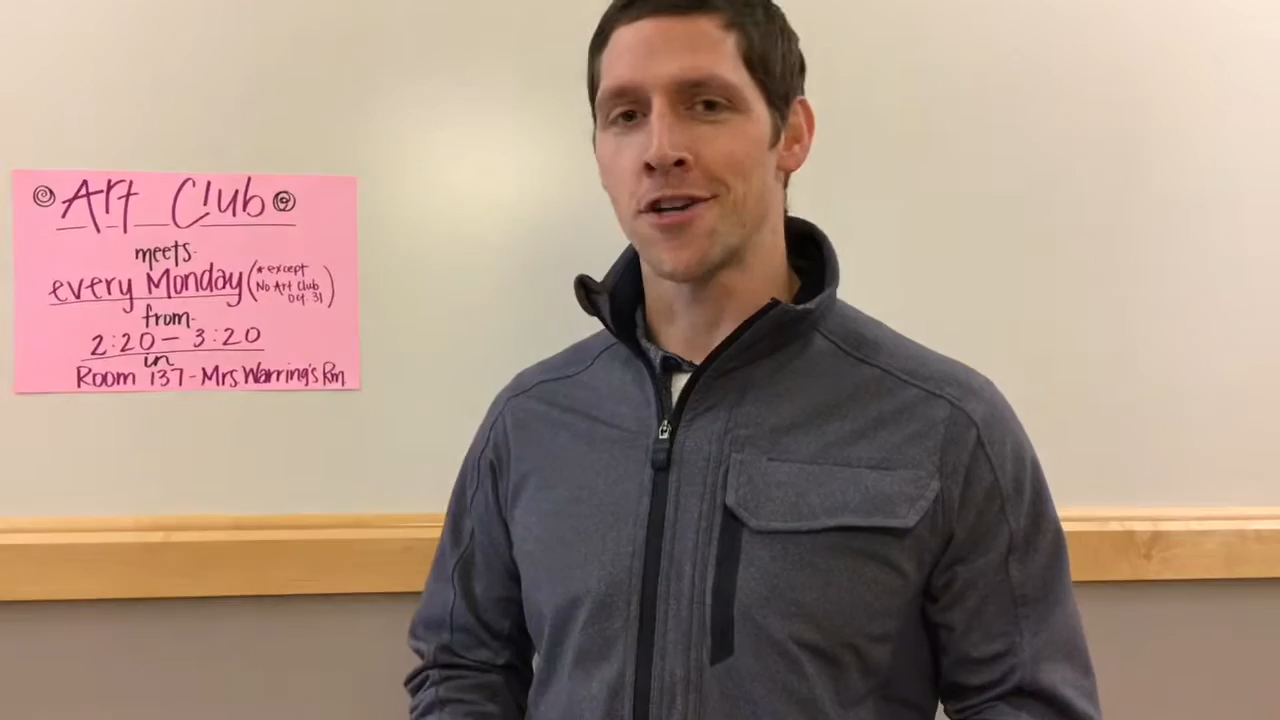 Art Club
meets-
every Monday (*except
No Art Club
Oct. 31)
from-
2:20 - 3:20
in
Room 137 - Mrs Warring's Rm.